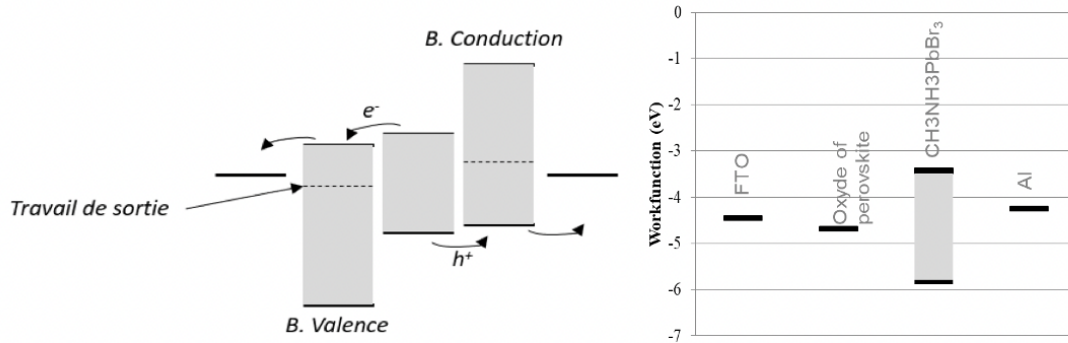 B. Conduction
e-
Travail de sortie
h+
B. Valence
Workfunction (eV)
0
-1
-2
-3
-4
-5
-6
-7
FTO
Oxyde of
perovskite
CH3NH3PbBr₃
Al